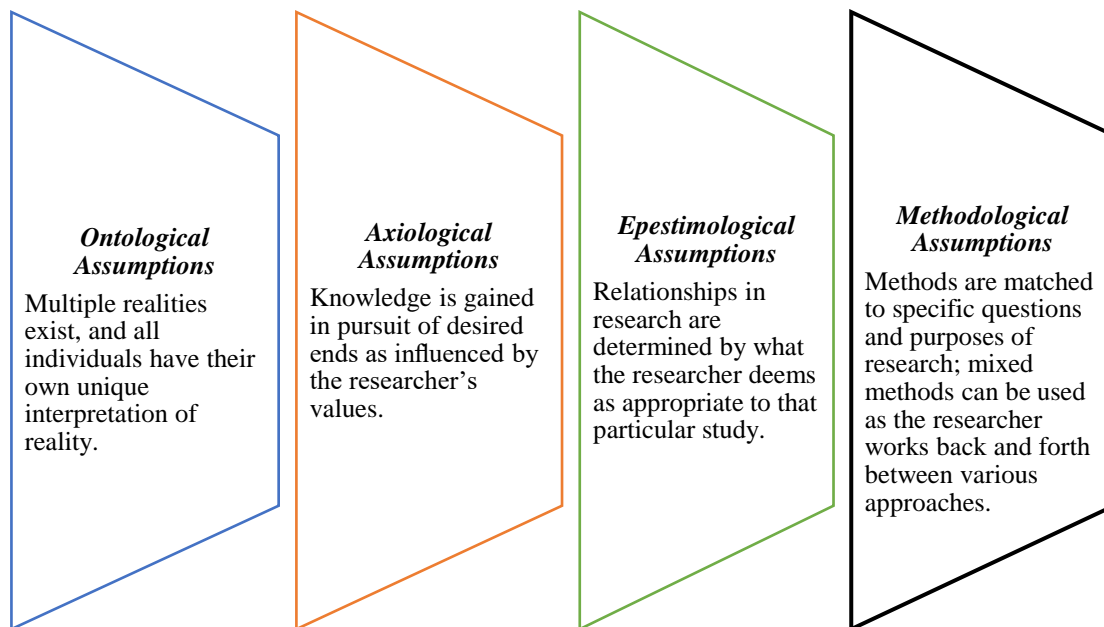 Ontological
Assumptions
Multiple realities
exist, and all
individuals have their
own unique
interpretation of
reality.
Axiological
Assumptions
Knowledge is gained
in pursuit of desired
ends as influenced by
the researcher’s
values.
Epestimological
Assumptions
Relationships in
research are
determined by what
the researcher deems
as appropriate to that
particular study.
Methodological
Assumptions
Methods are matched
to specific questions
and purposes of
research; mixed
methods can be used
as the researcher
works back and forth
between various
approaches.